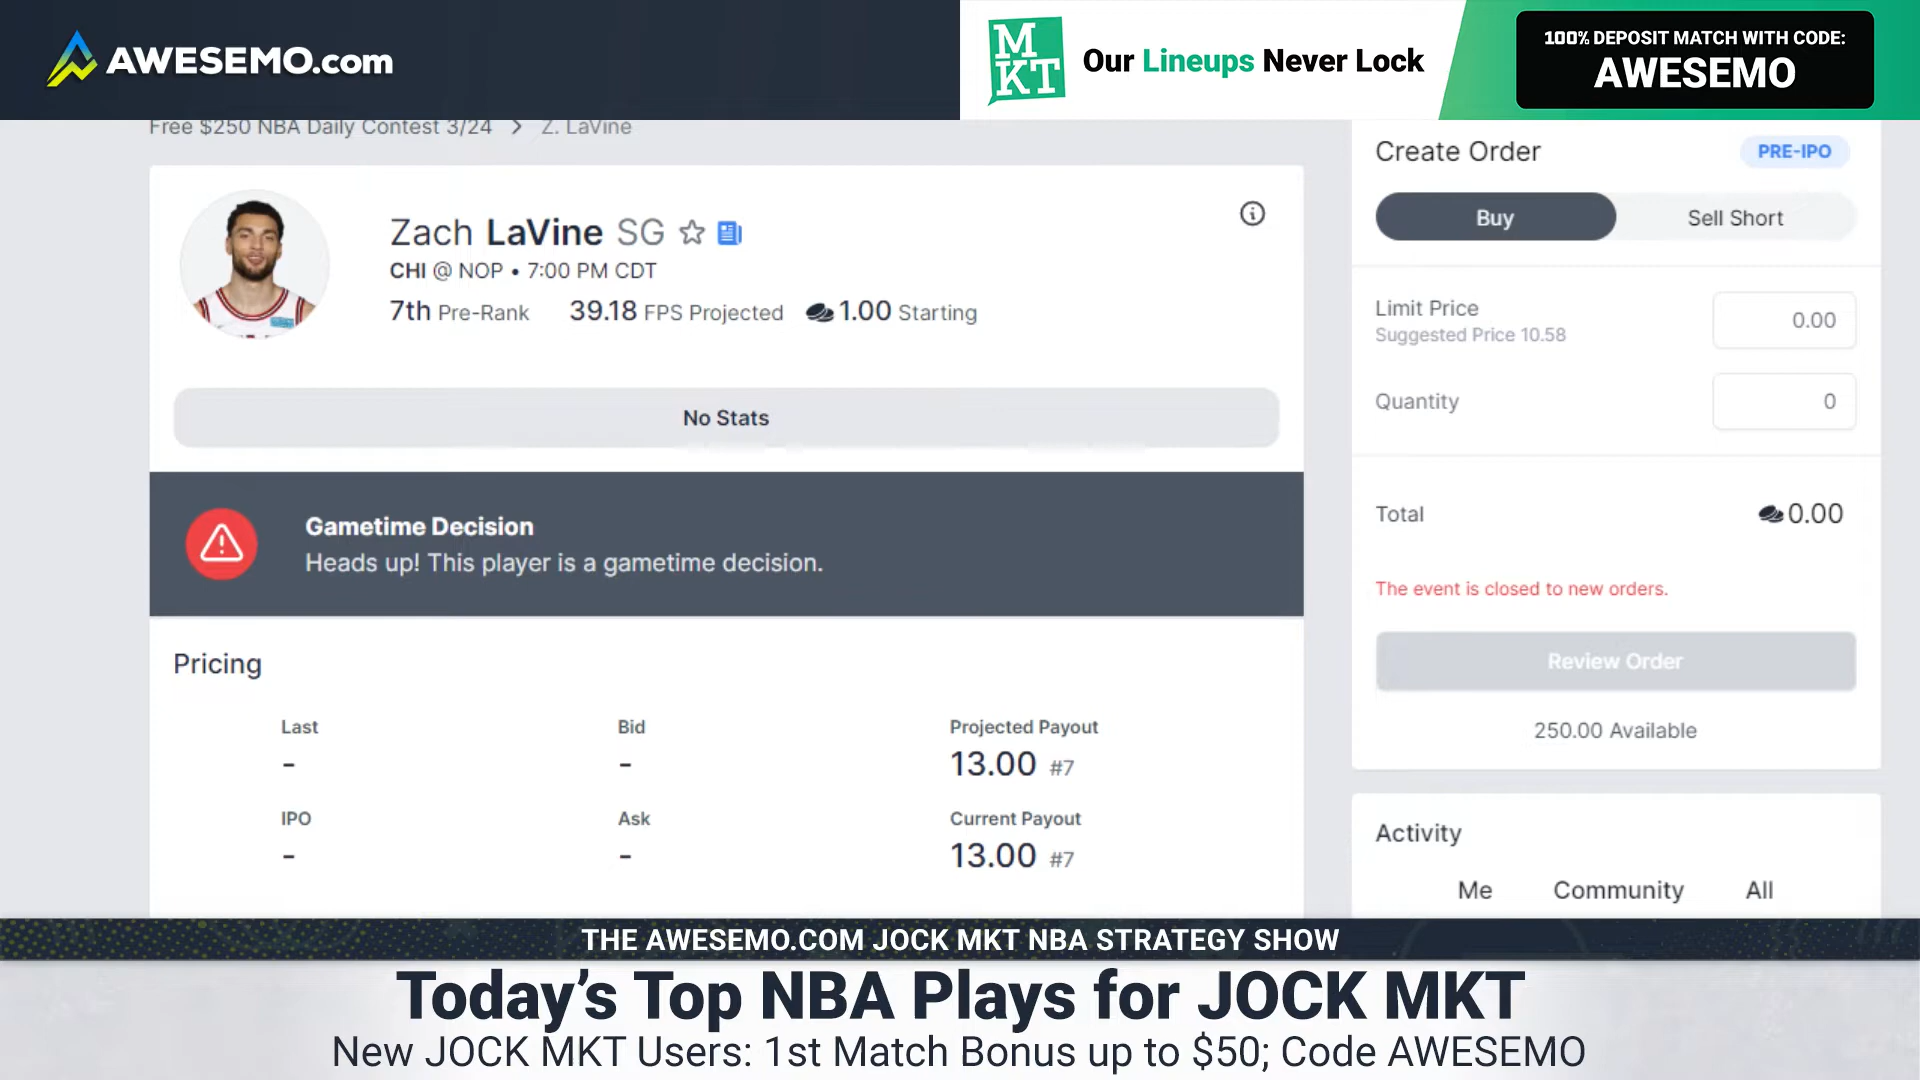 AWESEMO.com
MKT
Our Lineups Never Lock
100% DEPOSIT MATCH WITH CODE:
AWESEMO
Free $250 NBA Daily Contest 3/24 > Z. LaVine
Zach LaVine SG
CHI @ NOP • 7:00 PM CDT
7th Pre-Rank 39.18 FPS Projected 1.00 Starting
No Stats
Gametime Decision
Heads up! This player is a gametime decision.
Pricing
Last Bid Projected Payout
- - 13.00 #7
IPO Ask Current Payout
- - 13.00 #7
Create Order PRE-IPO
Buy Sell Short
Limit Price 0.00
Suggested Price 10.58
Quantity 0
Total 0.00
The event is closed to new orders.
Review Order
250.00 Available
Activity
Me Community All
THE AWESEMO.COM JOCK MKT NBA STRATEGY SHOW
Today's Top NBA Plays for JOCK MKT
New JOCK MKT Users: 1st Match Bonus up to $50; Code AWESEMO